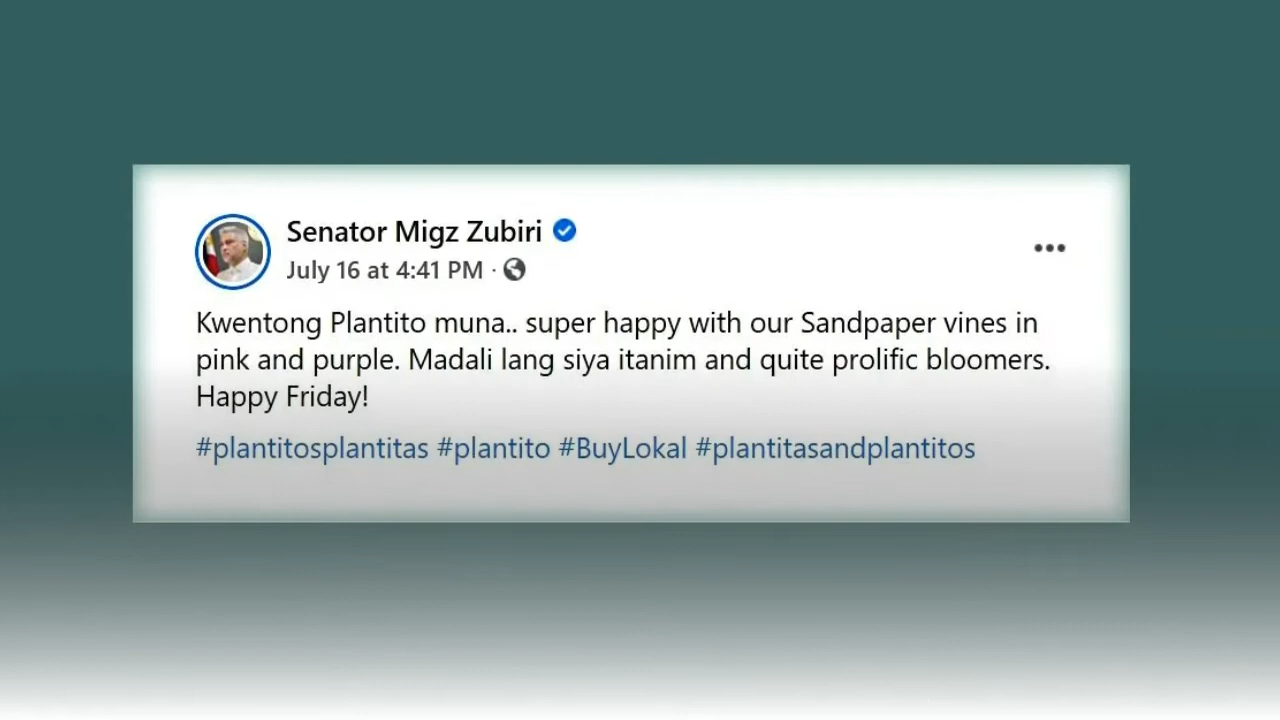 Senator Migz Zubiri
July 16 at 4:41 PM ·
Kwentong Plantito muna.. super happy with our Sandpaper vines in
pink and purple. Madali lang siya itanim and quite prolific bloomers.
Happy Friday!
#plantitosplantitas #plantito #BuyLokal #plantitasandplantitos